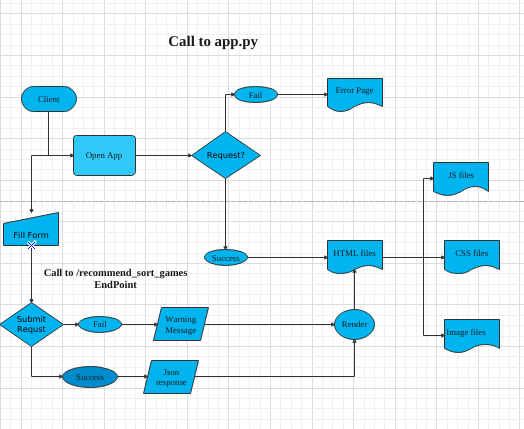 Call to app.py
Fail
Error Page
Client
Open App
Request?
JS files
Fill Form
Success
HTML files
CSS files
Call to /recommend_sort_games
EndPoint
Submit
Requst
Fail
Warning
Message
Render
Image files
Success
Json
response